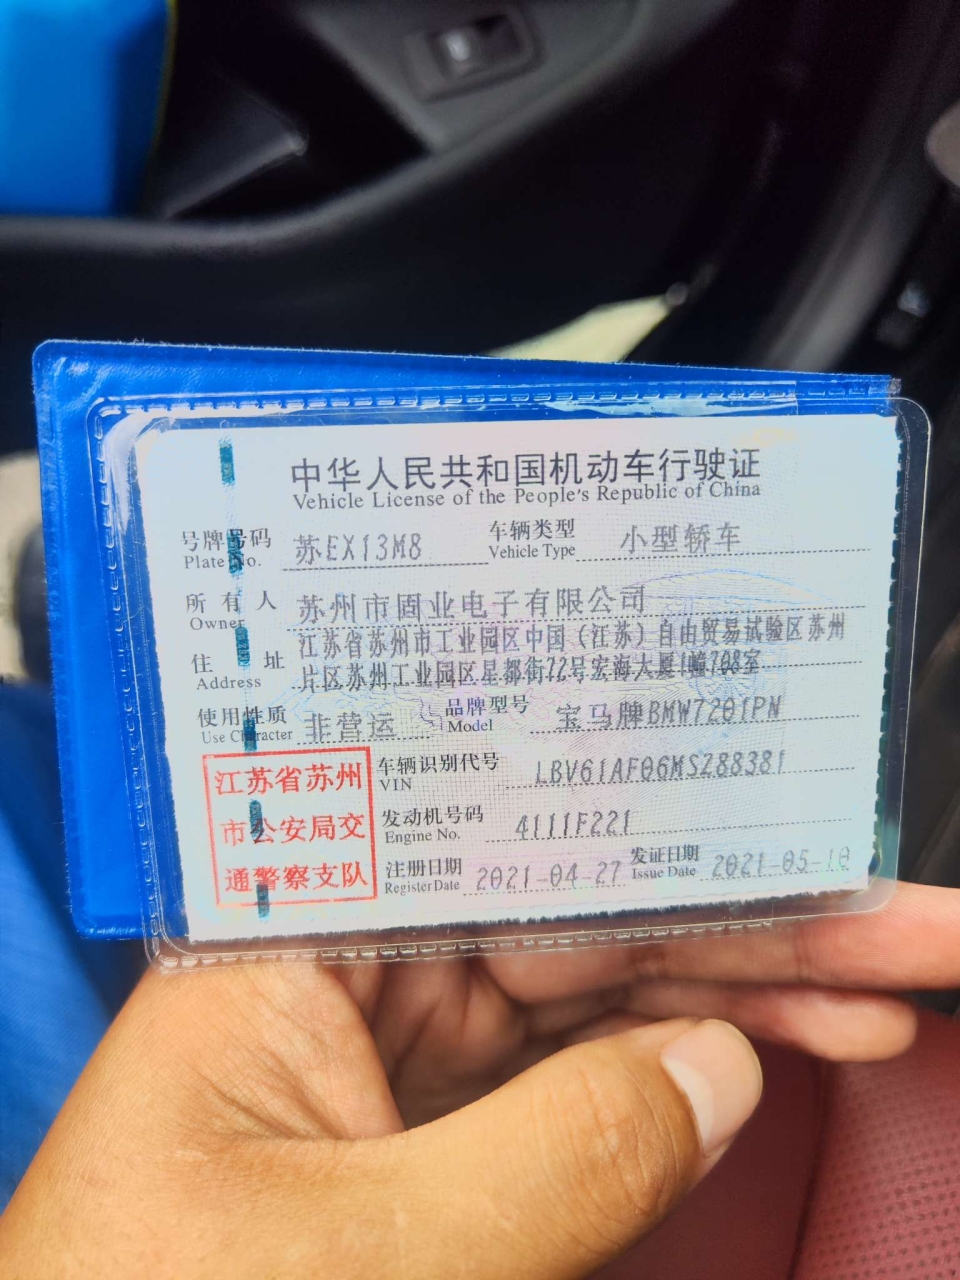 中华人民共和国机动车行驶证
Vehicle License of the People's Republic of China
号牌号码 苏EX13M8 车辆类型 小型轿车
Plate No. Vehicle Type
所有人 苏州市固业电子有限公司
Owner
江苏省苏州市工业园区中国（江苏）自由贸易试验区苏州
住址 片区苏州工业园区星都街72号宏海大厦1幢708室
Address
使用性质 非营运 品牌型号 宝马牌BMW7201PN
Use Character Model
江苏省苏州 车辆识别代号 LBV61AF06MSZ88381
VIN
市公安局交 发动机号码 4111F221
Engine No.
通警察支队 注册日期 2021-04-27 发证日期 2021-05-10
Register Date Issue Date